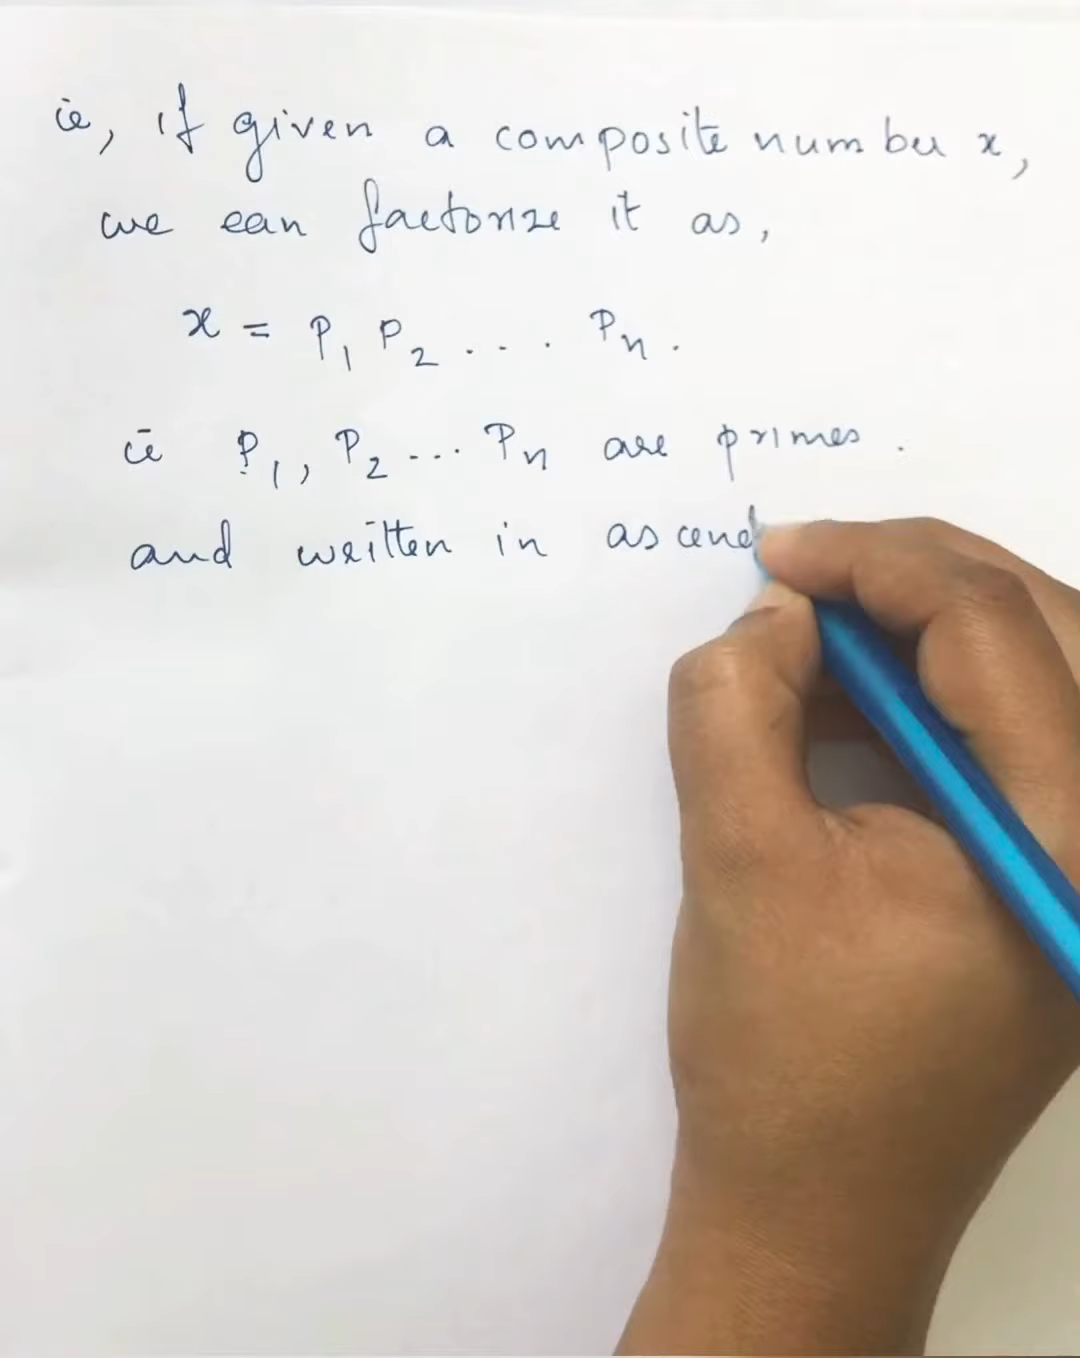 ie, if given a composite number x,
we can factorize it as,
x = P₁ P₂ . . . Pₙ.
ie P₁, P₂ ... Pₙ are primes.
and written in ascend